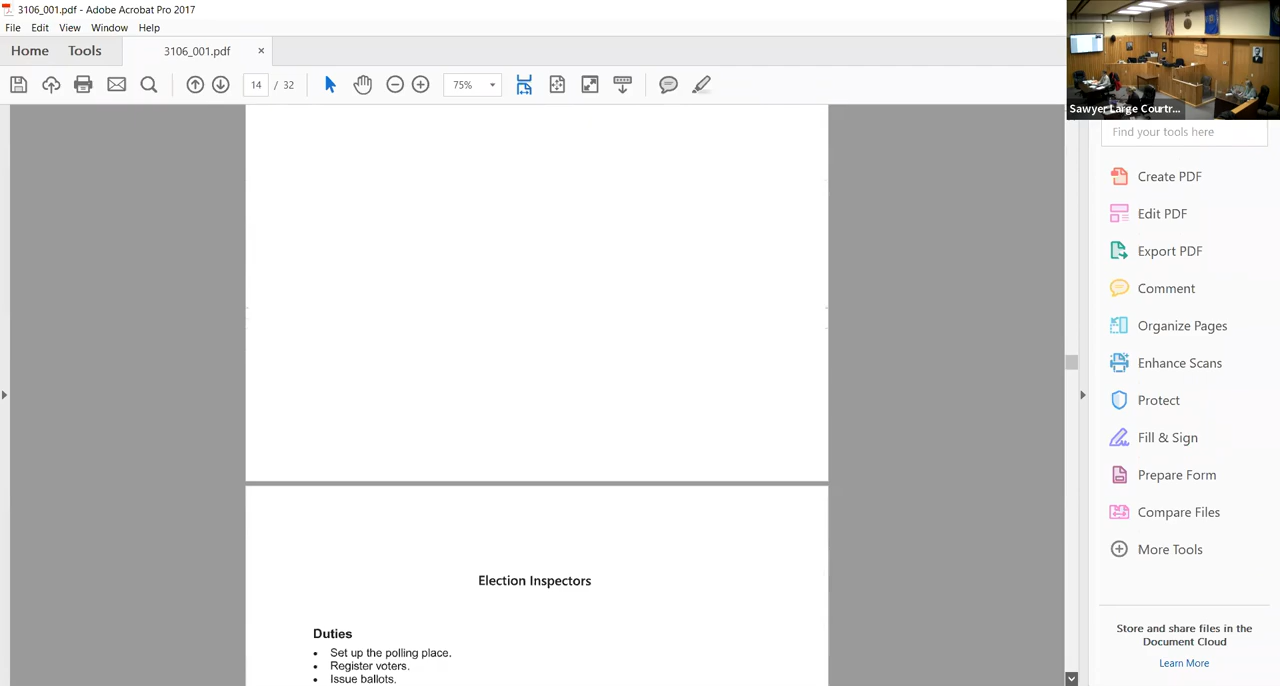 3106_001.pdf - Adobe Acrobat Pro 2017
File Edit View Window Help
Home Tools 3106_001.pdf ×
14 / 32 75%
Sawyer Large Courtr...
Find your tools here
Create PDF
Edit PDF
Export PDF
Comment
Organize Pages
Enhance Scans
Protect
Fill & Sign
Prepare Form
Compare Files
More Tools
Store and share files in the
Document Cloud
Learn More
Election Inspectors
Duties
• Set up the polling place.
• Register voters.
• Issue ballots.